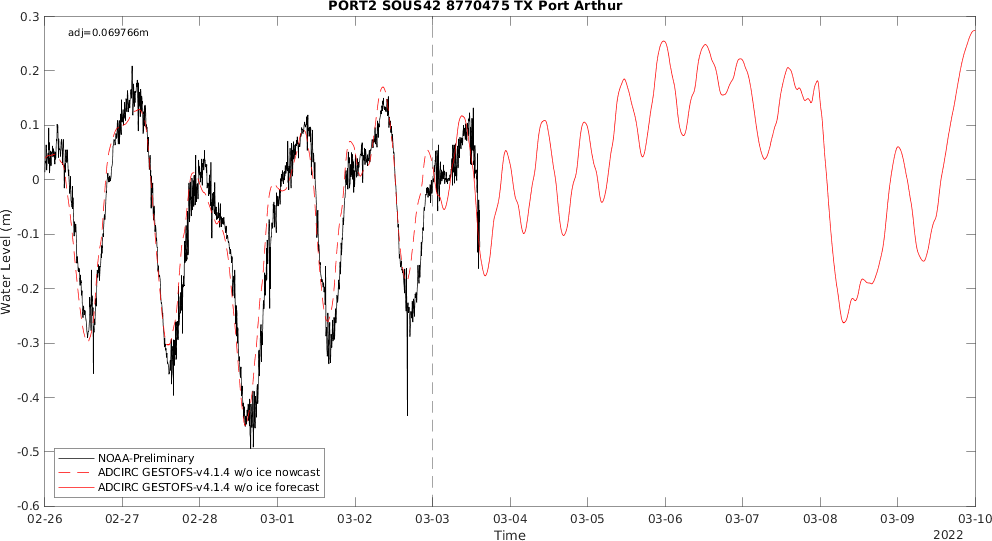 PORT2 SOUS42 8770475 TX Port Arthur
adj=0.069766m
0.3
0.2
0.1
0
-0.1
-0.2
-0.3
-0.4
-0.5
-0.6
Water Level (m)
NOAA-Preliminary
ADCIRC GESTOFS-v4.1.4 w/o ice nowcast
ADCIRC GESTOFS-v4.1.4 w/o ice forecast
02-26 02-27 02-28 03-01 03-02 03-03 03-04 03-05 03-06 03-07 03-08 03-09 03-10
Time
2022